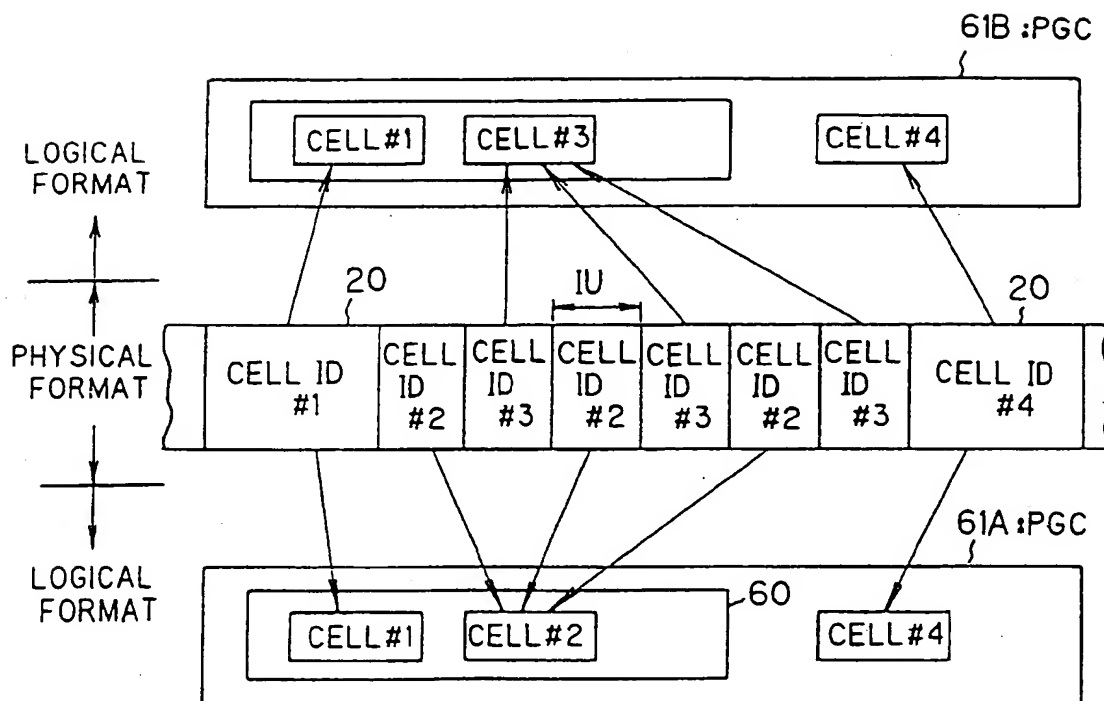 61B :PGC
CELL#1
CELL#3
CELL#4
LOGICAL
FORMAT
20
IU
20
PHYSICAL
FORMAT
CELL ID
#1
CELL
ID
#2
CELL
ID
#3
CELL
ID
#2
CELL
ID
#3
CELL
ID
#2
CELL
ID
#3
CELL ID
#4
61A :PGC
LOGICAL
FORMAT
60
CELL#1
CELL#2
CELL#4